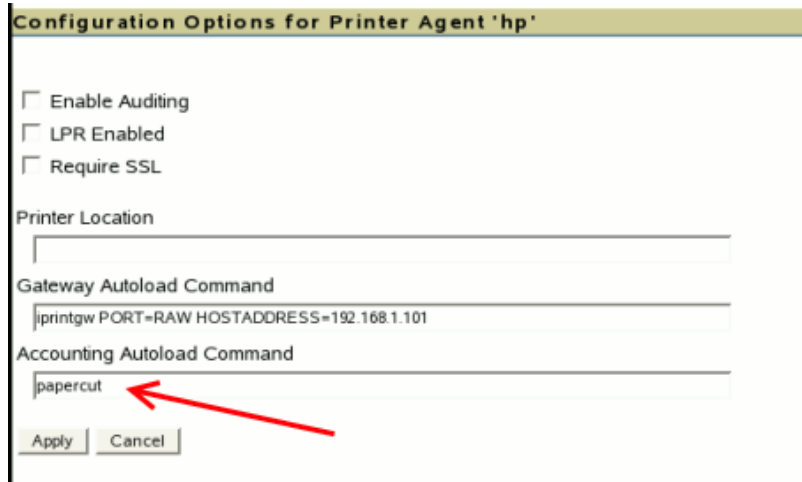 Configuration Options for Printer Agent 'hp'
Enable Auditing
LPR Enabled
Require SSL
Printer Location
Gateway Autoload Command
iprintgw PORT=RAW HOSTADDRESS=192.168.1.101
Accounting Autoload Command
papercut
Apply Cancel